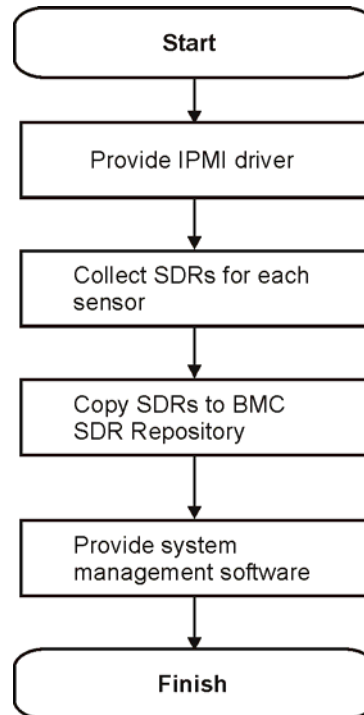 Start
Provide IPMI driver
Collect SDRs for each
sensor
Copy SDRs to BMC
SDR Repository
Provide system
management software
Finish